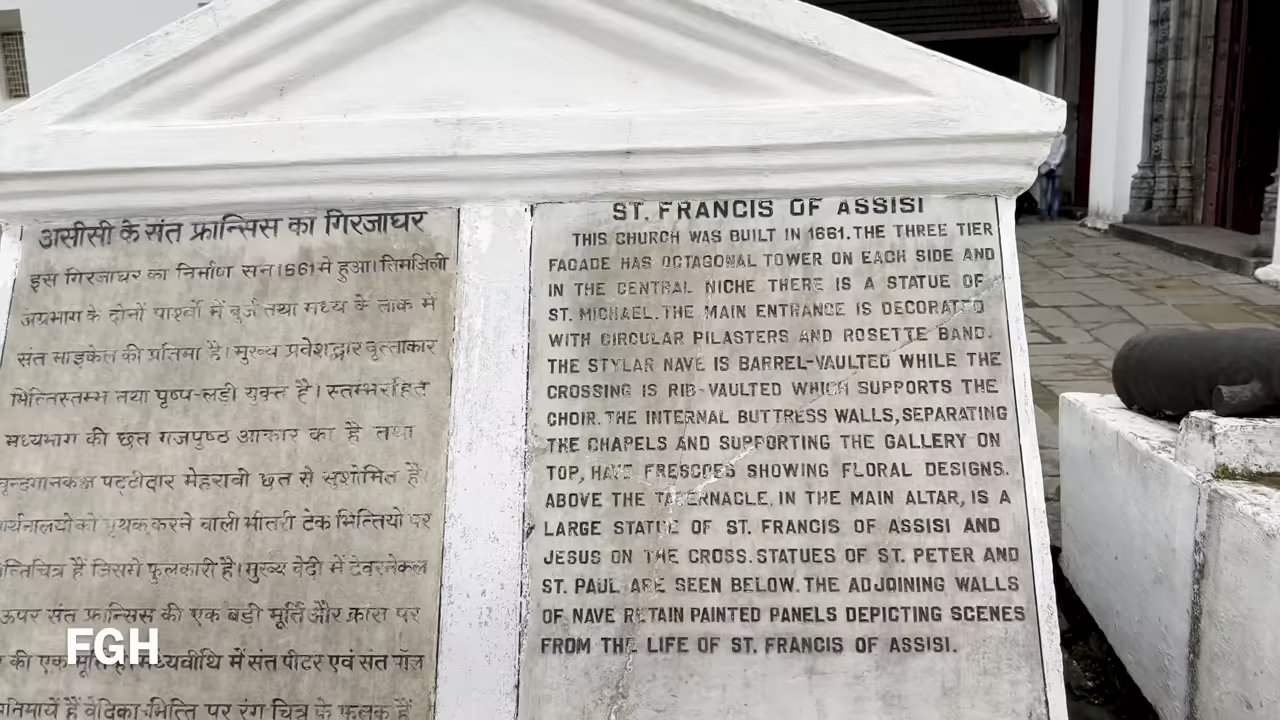 असीसी के संत फ्रान्सिस का गिरजाघर
इस गिरजाघर का निर्माण सन 1661 मे हुआ। तिमजिली
अग्रभाग के दोनों पार्श्वो में बुर्ज तथा मध्य के ताक में
संत माइकेल की प्रतिमा है। मुख्य प्रवेशद्वार वृत्ताकार
भित्तिस्तम्भ तथा पुष्प-लडी युक्त है। स्तम्भरहित
मध्यभाग की छत गजपुष्ठ आकार का है तथा
वृन्दगानकक्ष पट्टीदार मेहराबी छत से सुशोभित है।
को पृथक करने वाली भीतरी टेक भित्तियों पर
है जिसमें फुलकारी है। मुख्य वेदी में टेबरनेकल
ऊपर संत फ्रान्सिस की एक बडी मूर्ति और क्रास पर
की एक मध्यवीथि में संत पीटर एवं संत पॉल
हैं वेदिका-भित्ति पर रंग चित्र के फलक हैं
ST. FRANCIS OF ASSISI
THIS CHURCH WAS BUILT IN 1661. THE THREE TIER
FACADE HAS OCTAGONAL TOWER ON EACH SIDE AND
IN THE CENTRAL NICHE THERE IS A STATUE OF
ST. MICHAEL. THE MAIN ENTRANCE IS DECORATED
WITH CIRCULAR PILASTERS AND ROSETTE BAND.
THE STYLAR NAVE IS BARREL-VAULTED WHILE THE
CROSSING IS RIB-VAULTED WHICH SUPPORTS THE
CHOIR. THE INTERNAL BUTTRESS WALLS, SEPARATING
THE CHAPELS AND SUPPORTING THE GALLERY ON
TOP, HAVE FRESCOES SHOWING FLORAL DESIGNS.
ABOVE THE TABERNACLE, IN THE MAIN ALTAR, IS A
LARGE STATUE OF ST. FRANCIS OF ASSISI AND
JESUS ON THE CROSS. STATUES OF ST. PETER AND
ST. PAUL ARE SEEN BELOW. THE ADJOINING WALLS
OF NAVE RETAIN PAINTED PANELS DEPICTING SCENES
FROM THE LIFE OF ST. FRANCIS OF ASSISI.
FGH